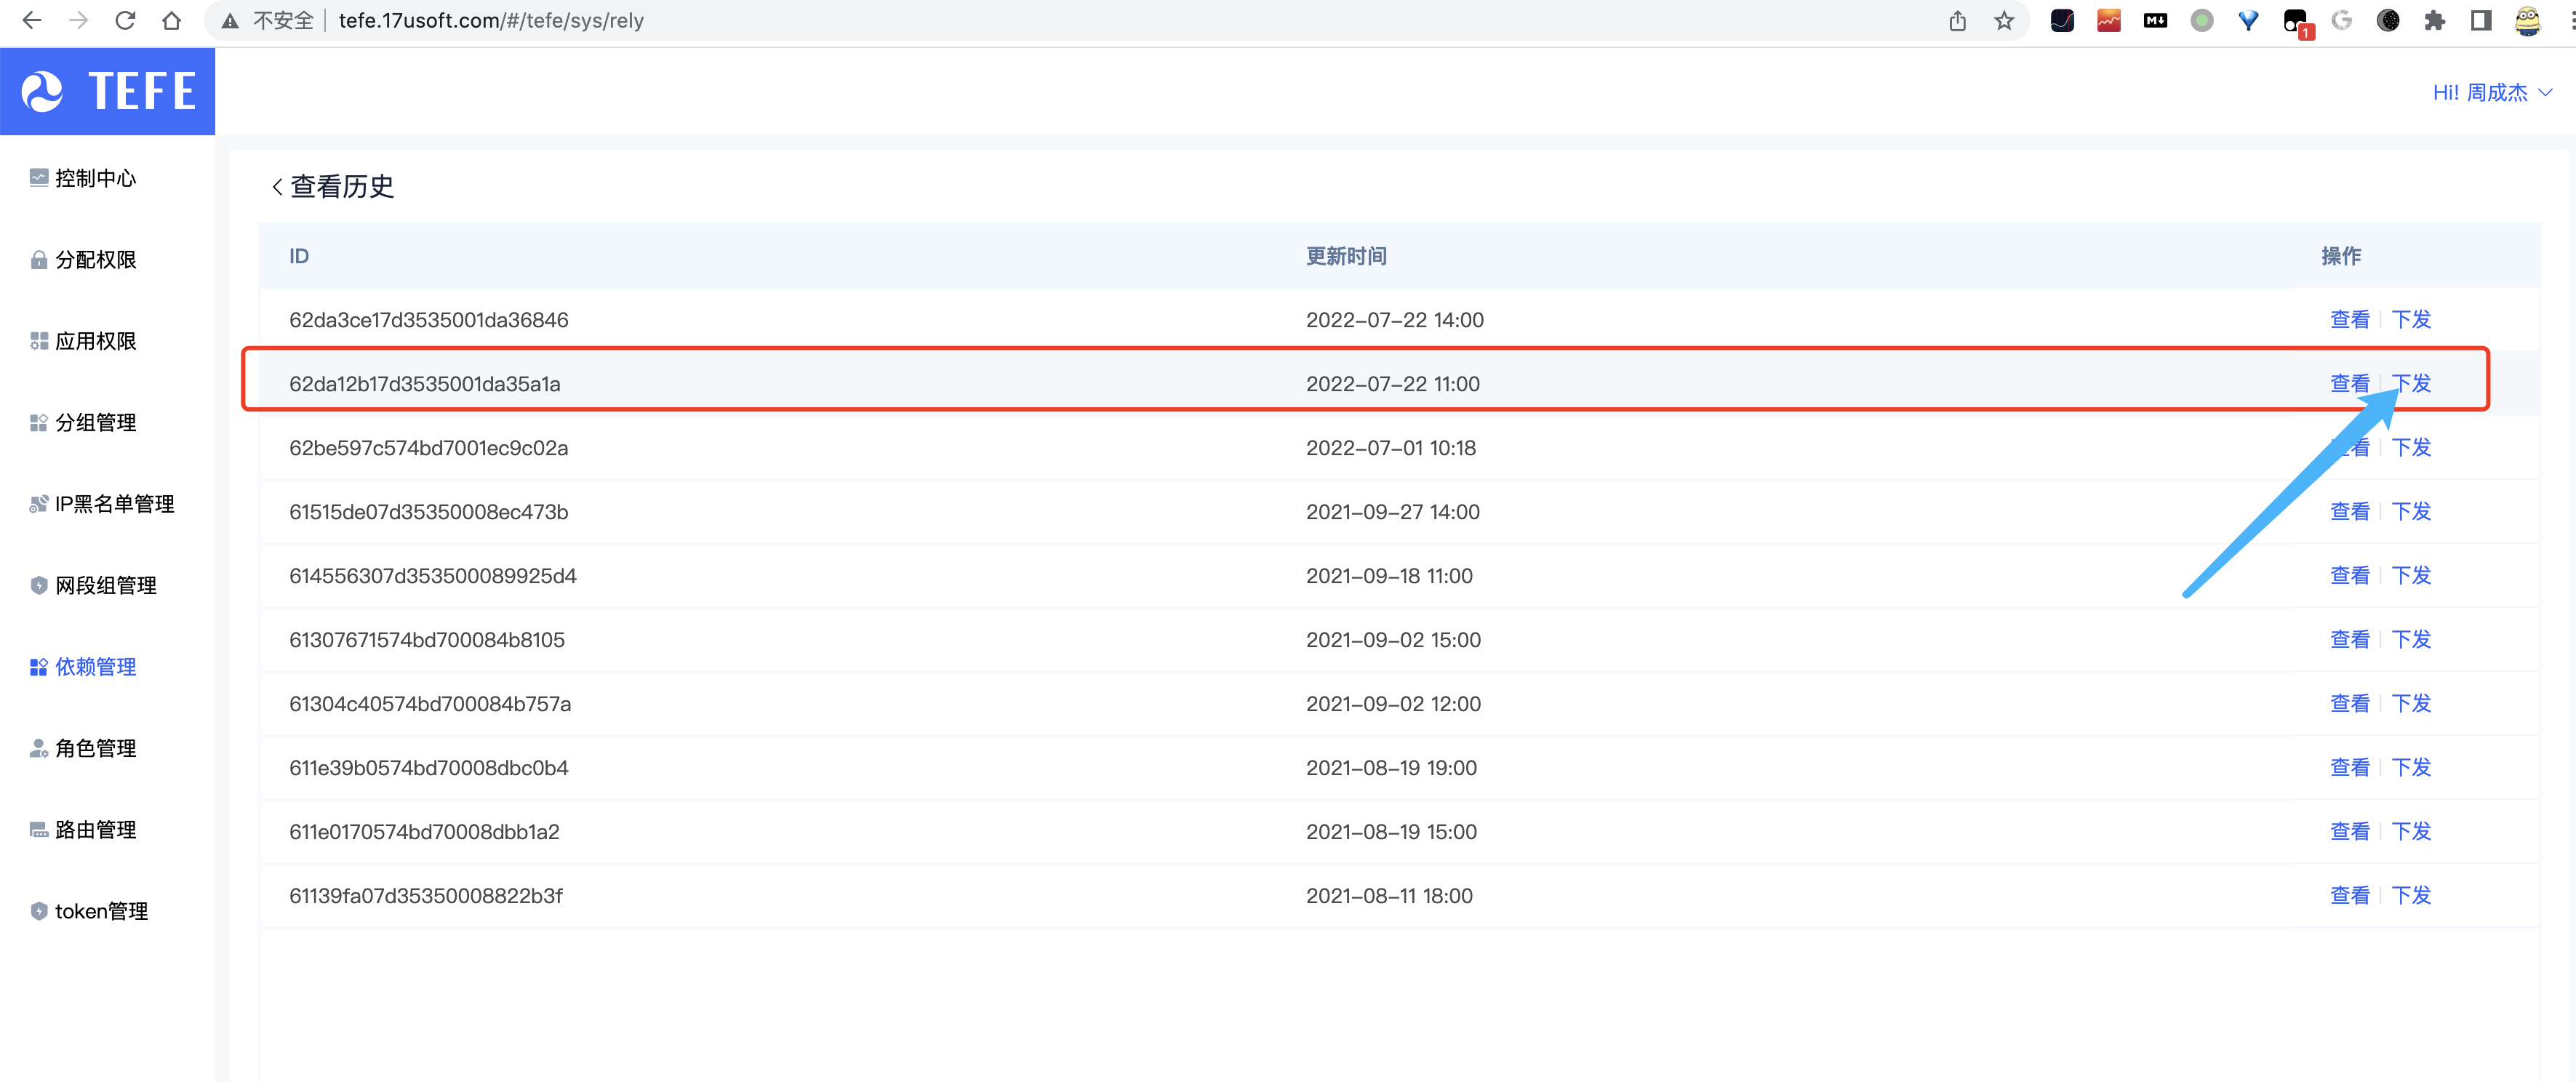 不安全 tefe.17usoft.com/#/tefe/sys/rely
M 1 G
TEFE
Hi! 周成杰
控制中心
分配权限
应用权限
分组管理
IP黑名单管理
网段组管理
依赖管理
角色管理
路由管理
token管理
查看历史
ID 更新时间 操作
62da3ce17d3535001da36846 2022-07-22 14:00 查看 下发
62da12b17d3535001da35a1a 2022-07-22 11:00 查看 下发
62be597c574bd7001ec9c02a 2022-07-01 10:18 查看 下发
61515de07d35350008ec473b 2021-09-27 14:00 查看 下发
614556307d353500089925d4 2021-09-18 11:00 查看 下发
61307671574bd700084b8105 2021-09-02 15:00 查看 下发
61304c40574bd700084b757a 2021-09-02 12:00 查看 下发
611e39b0574bd70008dbc0b4 2021-08-19 19:00 查看 下发
611e0170574bd70008dbb1a2 2021-08-19 15:00 查看 下发
61139fa07d35350008822b3f 2021-08-11 18:00 查看 下发